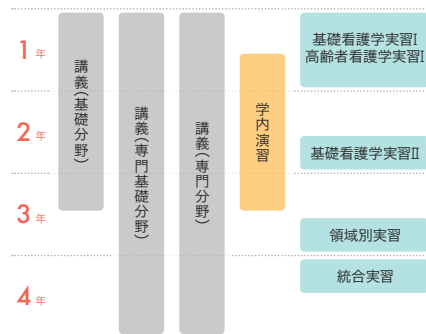 1年
2年
3年
4年
講義(基礎分野)
講義(専門基礎分野)
講義(専門分野)
学内演習
基礎看護学実習I
高齢者看護学実習I
基礎看護学実習II
領域別実習
統合実習